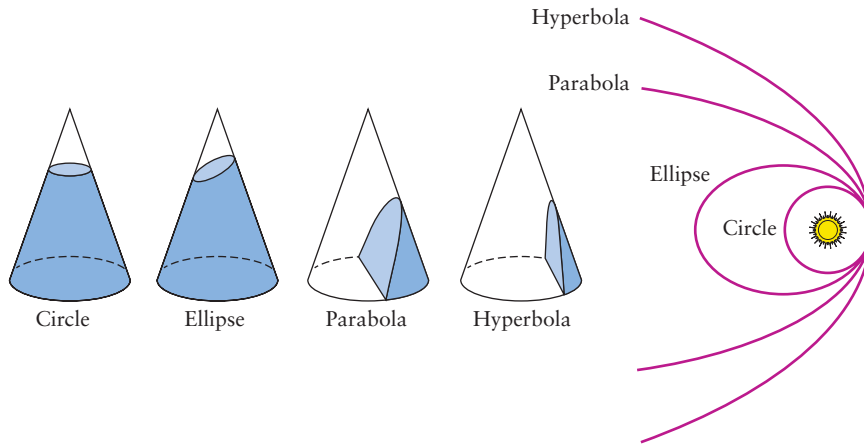 Circle
Ellipse
Parabola
Hyperbola
Hyperbola
Parabola
Ellipse
Circle